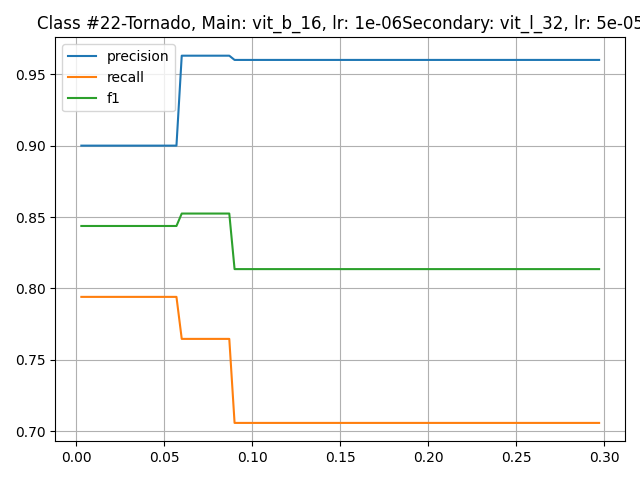 Class #22-Tornado, Main: vit_b_16, lr: 1e-06Secondary: vit_l_32, lr: 5e-05
precision
recall
f1
0.95
0.90
0.85
0.80
0.75
0.70
0.00 0.05 0.10 0.15 0.20 0.25 0.30